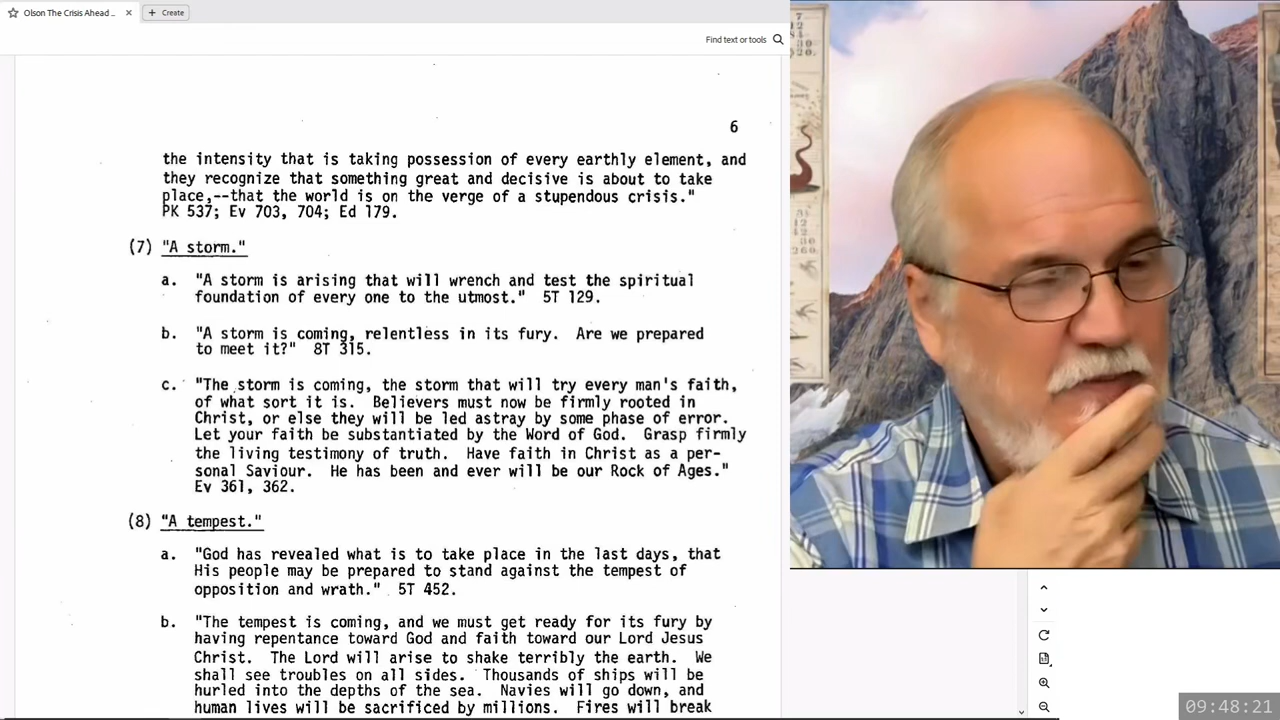 Olson The Crisis Ahead ..
Create
Find text or tools
6
the intensity that is taking possession of every earthly element, and
they recognize that something great and decisive is about to take
place,--that the world is on the verge of a stupendous crisis."
PK 537; Ev 703, 704; Ed 179.
(7) "A storm."
a. "A storm is arising that will wrench and test the spiritual
foundation of every one to the utmost." 5T 129.
b. "A storm is coming, relentless in its fury. Are we prepared
to meet it?" 8T 315.
c. "The storm is coming, the storm that will try every man's faith,
of what sort it is. Believers must now be firmly rooted in
Christ, or else they will be led astray by some phase of error.
Let your faith be substantiated by the Word of God. Grasp firmly
the living testimony of truth. Have faith in Christ as a per-
sonal Saviour. He has been and ever will be our Rock of Ages."
Ev 361, 362.
(8) "A tempest."
a. "God has revealed what is to take place in the last days, that
His people may be prepared to stand against the tempest of
opposition and wrath." 5T 452.
b. "The tempest is coming, and we must get ready for its fury by
having repentance toward God and faith toward our Lord Jesus
Christ. The Lord will arise to shake terribly the earth. We
shall see troubles on all sides. Thousands of ships will be
hurled into the depths of the sea. Navies will go down, and
human lives will be sacrificed by millions. Fires will break
09:48:21